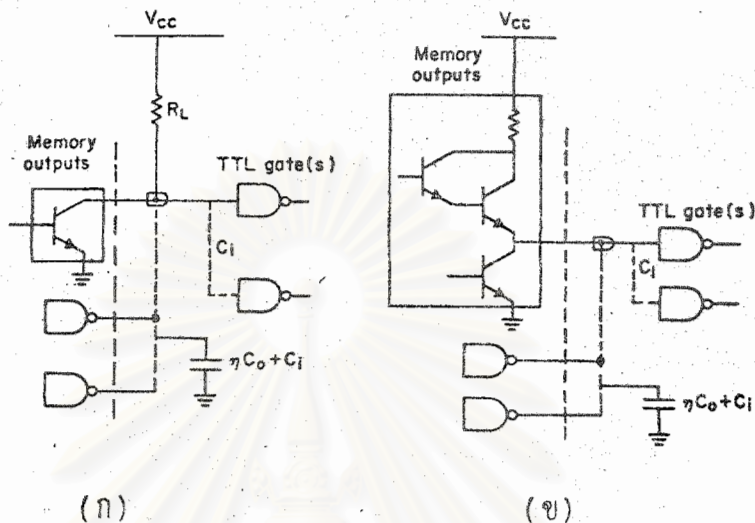 VCC
RL
Memory
outputs
TTL gate(s)
Ci
ηCo+Ci
(ก)
VCC
Memory
outputs
TTL gate(s)
Ci
ηCo+Ci
(ข)